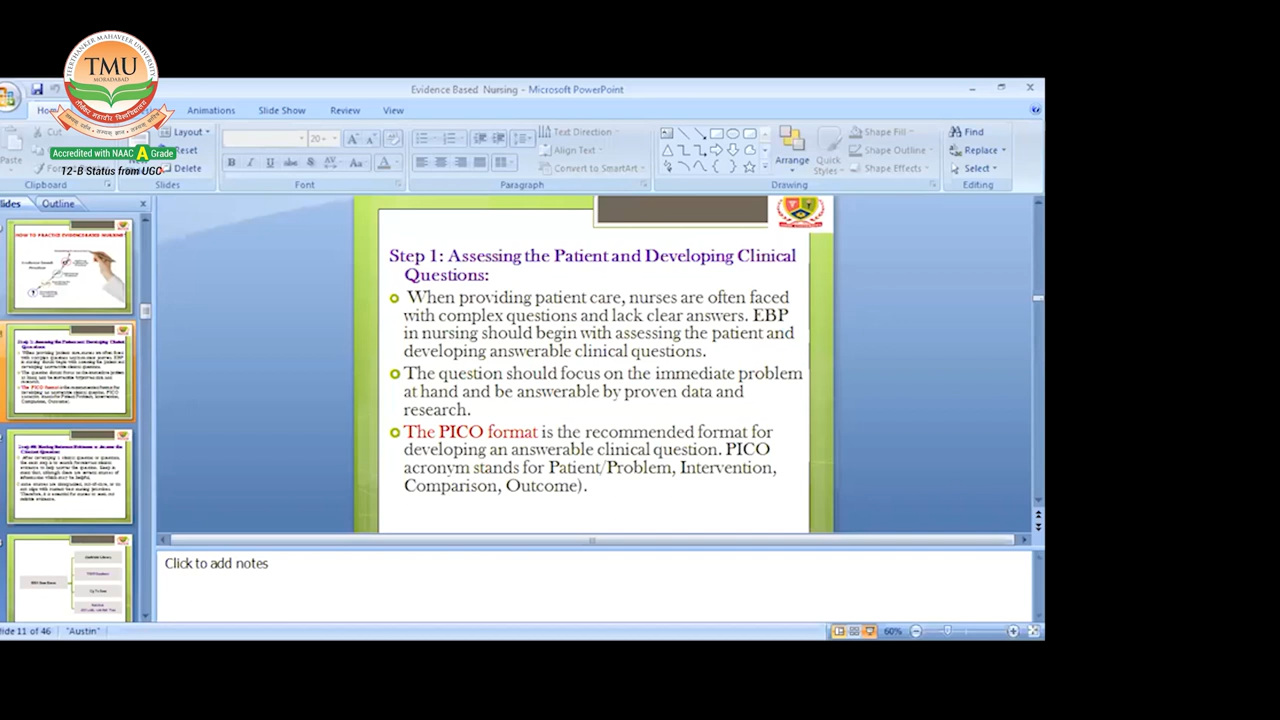 TEERTHANKER MAHAVEER UNIVERSITY
TMU
MORADABAD
Accredited with NAAC A Grade
12-B Status from UGC
Evidence Based Nursing - Microsoft PowerPoint
Animations Slide Show Review View
Cut
Layout
Reset
Delete
20
Text Direction
Align Text
Convert to SmartArt
Arrange
Quick Styles
Shape Fill
Shape Outline
Shape Effects
Find
Replace
Select
Clipboard Slides Font Paragraph Drawing Editing
Outline
Step 1: Assessing the Patient and Developing Clinical
Questions:
When providing patient care, nurses are often faced
with complex questions and lack clear answers. EBP
in nursing should begin with assessing the patient and
developing answerable clinical questions.
The question should focus on the immediate problem
at hand and be answerable by proven data and
research.
The PICO format is the recommended format for
developing an answerable clinical question. PICO
acronym stans for Patient/Problem, Intervention,
Comparison, Outcome).
Click to add notes
11 of 46 "Austin"
60%